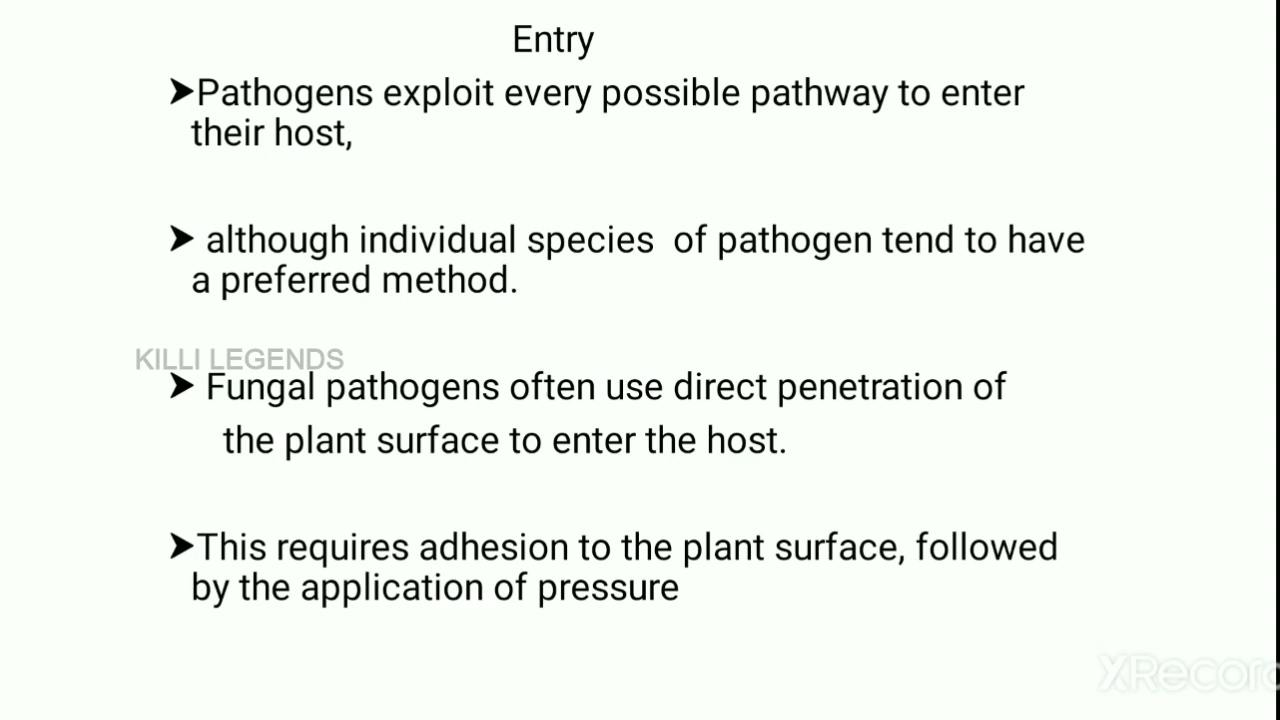 Entry
➤Pathogens exploit every possible pathway to enter
their host,
➤ although individual species of pathogen tend to have
a preferred method.
KILLI LEGENDS
➤ Fungal pathogens often use direct penetration of
the plant surface to enter the host.
➤This requires adhesion to the plant surface, followed
by the application of pressure
XRecord